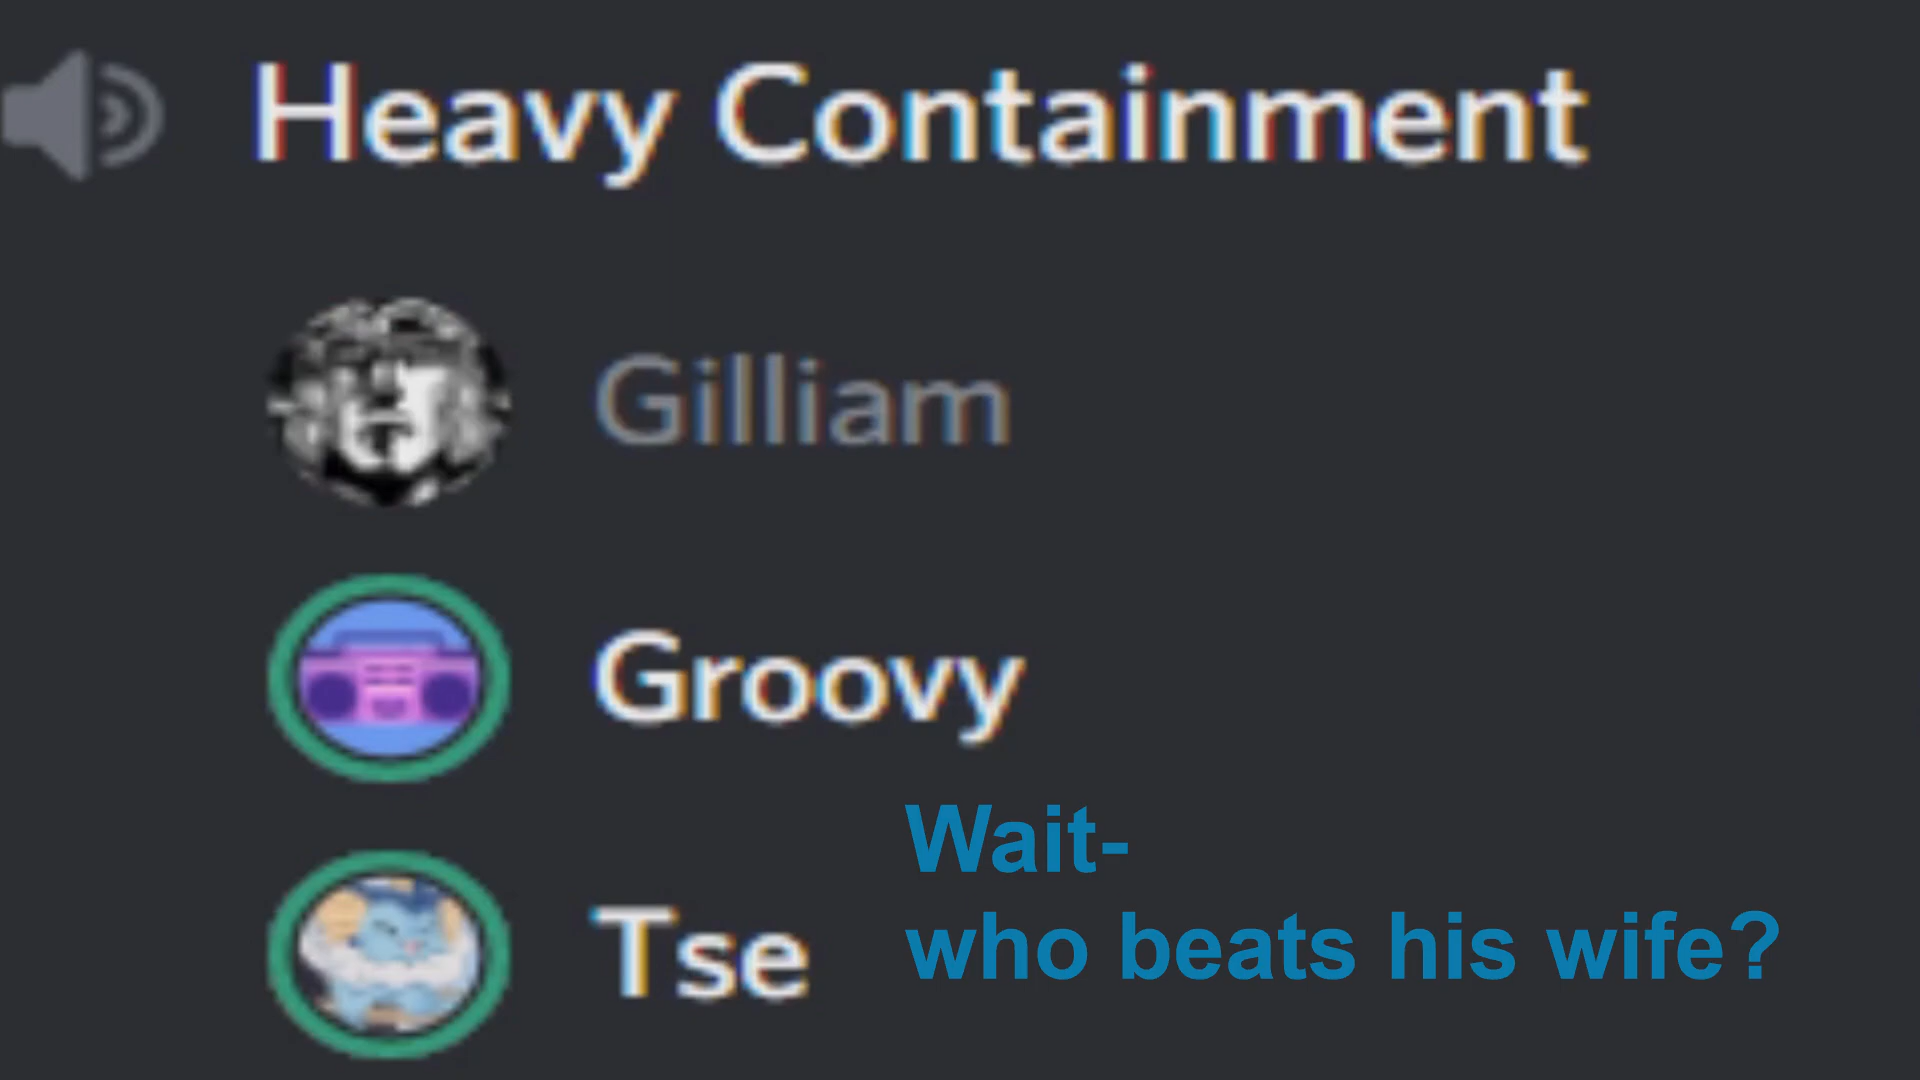 Heavy Containment
Gilliam
Groovy
Tse
Wait-
who beats his wife?